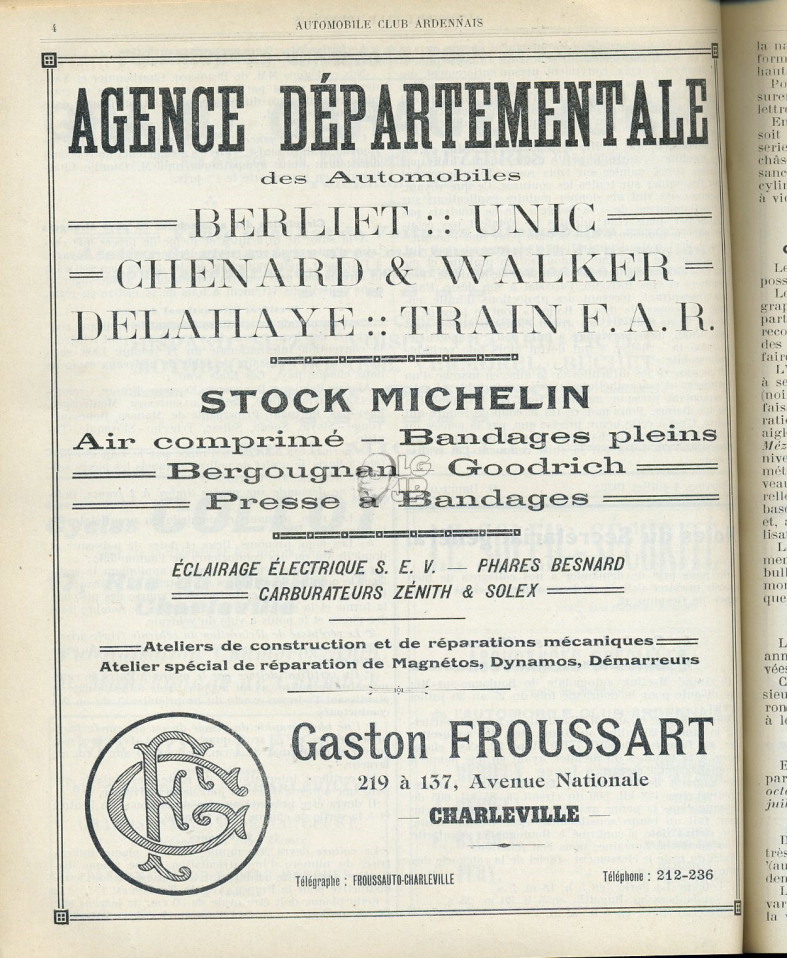 4
AUTOMOBILE CLUB ARDENNAIS
AGENCE DÉPARTEMENTALE
des Automobiles
BERLIET :: UNIC
CHENARD & WALKER
DELAHAYE :: TRAIN F. A. R.
STOCK MICHELIN
Air comprimé — Bandages pleins
Bergougnan Goodrich
Presse à Bandages
ÉCLAIRAGE ÉLECTRIQUE S. E. V. — PHARES BESNARD
CARBURATEURS ZÉNITH & SOLEX
Ateliers de construction et de réparations mécaniques
Atelier spécial de réparation de Magnétos, Dynamos, Démarreurs
Gaston FROUSSART
219 à 137, Avenue Nationale
— CHARLEVILLE —
Télégraphe : FROUSSAUTO-CHARLEVILLE
Téléphone : 212-236